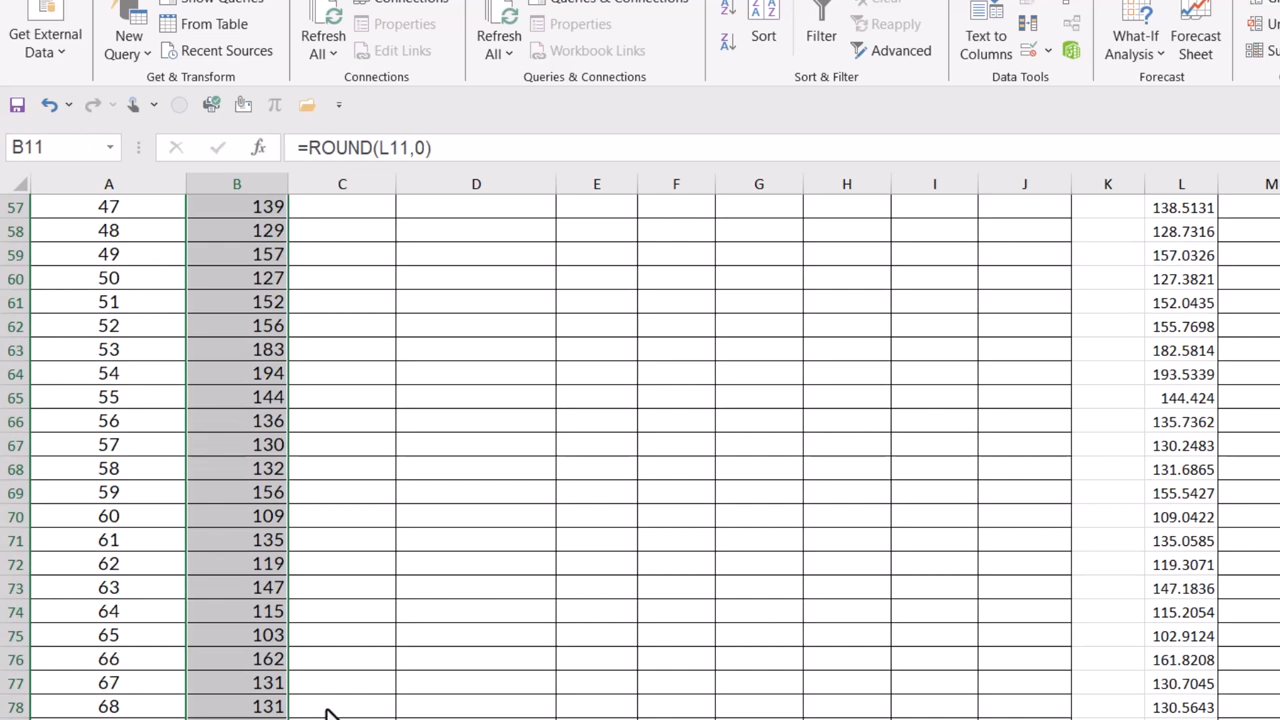 Show Queries
Connections
Queries & Connections
Clear
Get External
Data
New
Query
From Table
Recent Sources
Refresh
All
Properties
Edit Links
Refresh
All
Properties
Workbook Links
Sort
Filter
Reapply
Advanced
Text to
Columns
What-If
Analysis
Forecast
Sheet
Get & Transform
Connections
Queries & Connections
Sort & Filter
Data Tools
Forecast
B11 fx =ROUND(L11,0)
A B C D E F G H I J K L M
57 47 139 138.5131
58 48 129 128.7316
59 49 157 157.0326
60 50 127 127.3821
61 51 152 152.0435
62 52 156 155.7698
63 53 183 182.5814
64 54 194 193.5339
65 55 144 144.424
66 56 136 135.7362
67 57 130 130.2483
68 58 132 131.6865
69 59 156 155.5427
70 60 109 109.0422
71 61 135 135.0585
72 62 119 119.3071
73 63 147 147.1836
74 64 115 115.2054
75 65 103 102.9124
76 66 162 161.8208
77 67 131 130.7045
78 68 131 130.5643